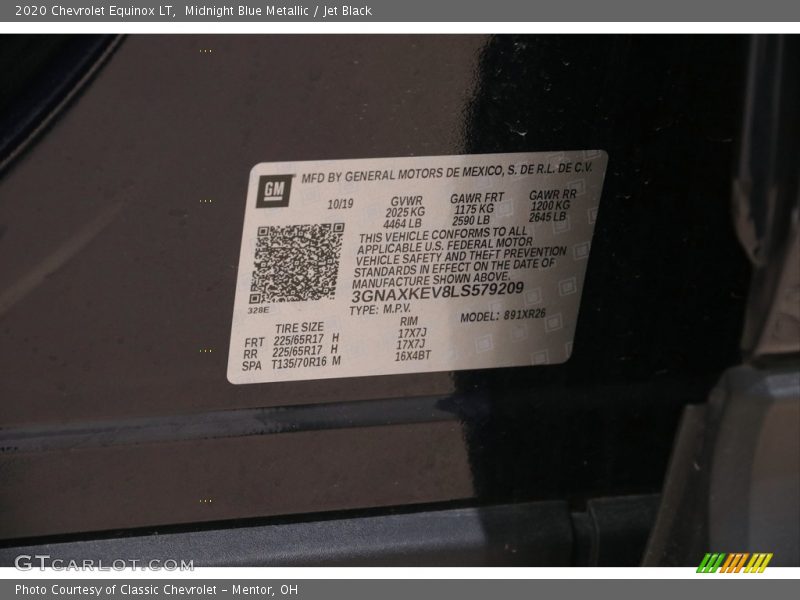 2020 Chevrolet Equinox LT, Midnight Blue Metallic / Jet Black
GM
MFD BY GENERAL MOTORS DE MEXICO, S. DE R.L. DE C.V.
10/19 GVWR GAWR FRT GAWR RR
2025 KG 1175 KG 1200 KG
4464 LB 2590 LB 2645 LB
THIS VEHICLE CONFORMS TO ALL
APPLICABLE U.S. FEDERAL MOTOR
VEHICLE SAFETY AND THEFT PREVENTION
STANDARDS IN EFFECT ON THE DATE OF
MANUFACTURE SHOWN ABOVE.
3GNAXKEV8LS579209
328E TYPE: M.P.V. MODEL: 891XR26
TIRE SIZE RIM
FRT 225/65R17 H 17X7J
RR 225/65R17 H 17X7J
SPA T135/70R16 M 16X4BT
GTCARLOT.COM
Photo Courtesy of Classic Chevrolet - Mentor, OH